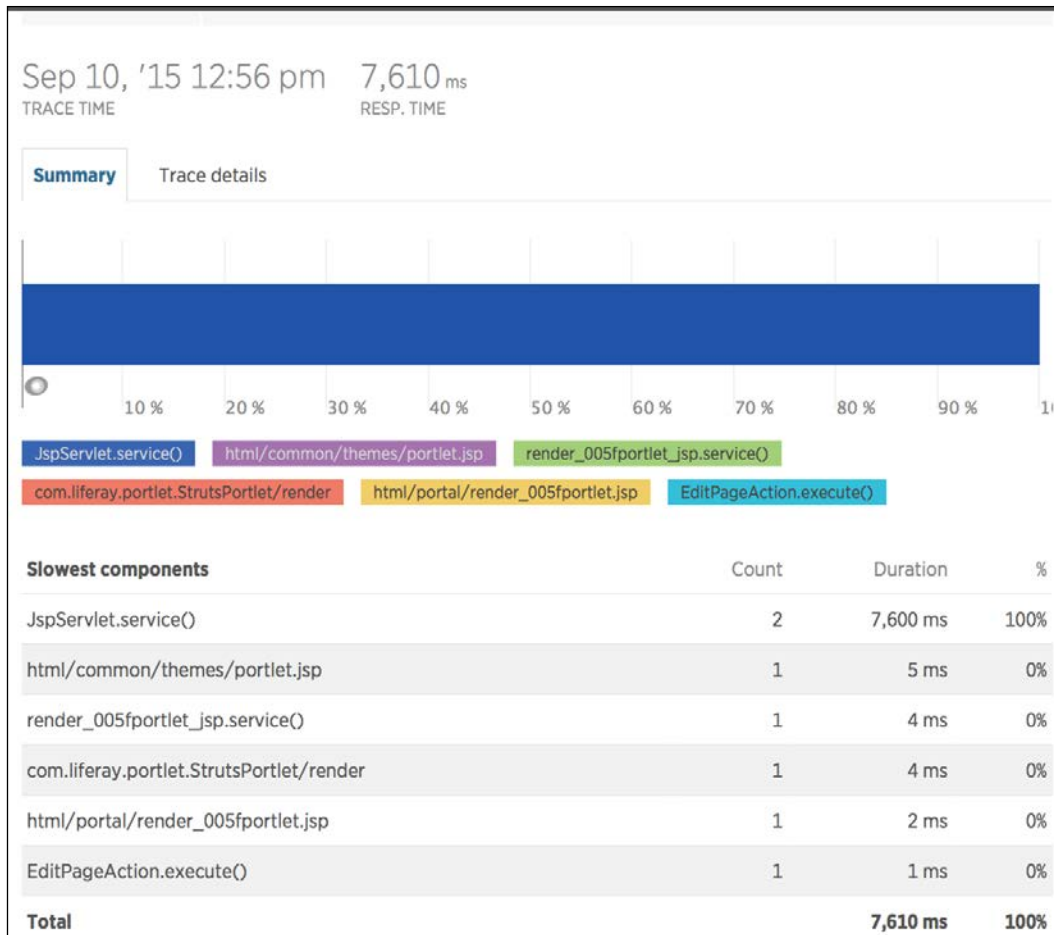 Sep 10, '15 12:56 pm 7,610 ms
TRACE TIME RESP. TIME
Summary Trace details
10 % 20 % 30 % 40 % 50 % 60 % 70 % 80 % 90 %
JspServlet.service() html/common/themes/portlet.jsp render_005fportlet_jsp.service()
com.liferay.portlet.StrutsPortlet/render html/portal/render_005fportlet.jsp EditPageAction.execute()
Slowest components Count Duration %
JspServlet.service() 2 7,600 ms 100%
html/common/themes/portlet.jsp 1 5 ms 0%
render_005fportlet_jsp.service() 1 4 ms 0%
com.liferay.portlet.StrutsPortlet/render 1 4 ms 0%
html/portal/render_005fportlet.jsp 1 2 ms 0%
EditPageAction.execute() 1 1 ms 0%
Total 7,610 ms 100%